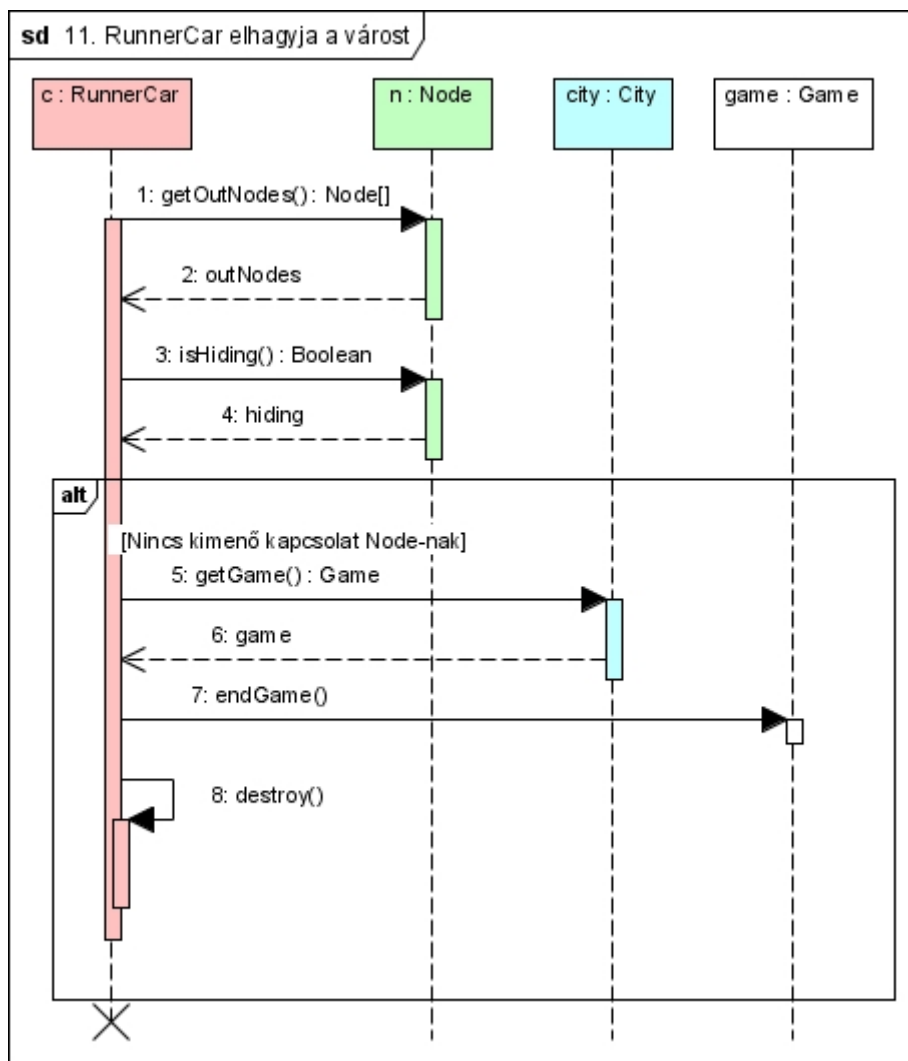 sd 11. RunnerCar elhagyja a várost
c : RunnerCar
n : Node
city : City
game : Game
1: getOutNodes() : Node[]
2: outNodes
3: isHiding() : Boolean
4: hiding
alt
[Nincs kimenő kapcsolat Node-nak]
5: getGame() : Game
6: game
7: endGame()
8: destroy()